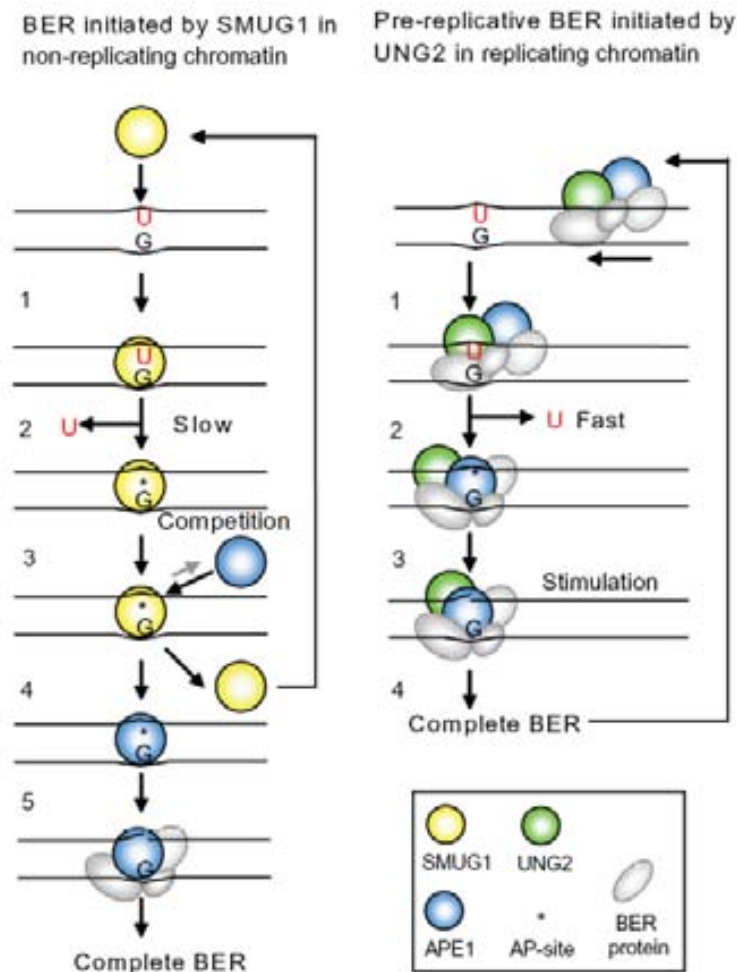 BER initiated by SMUG1 in
non-replicating chromatin
U
G
1
U
G
2
U
Slow
*
G
Competition
3
*
G
4
*
G
5
G
Complete BER
Pre-replicative BER initiated by
UNG2 in replicating chromatin
U
G
1
U
G
U Fast
2
*
G
3
Stimulation
G
4
Complete BER
SMUG1
UNG2
APE1
*
AP-site
BER
protein